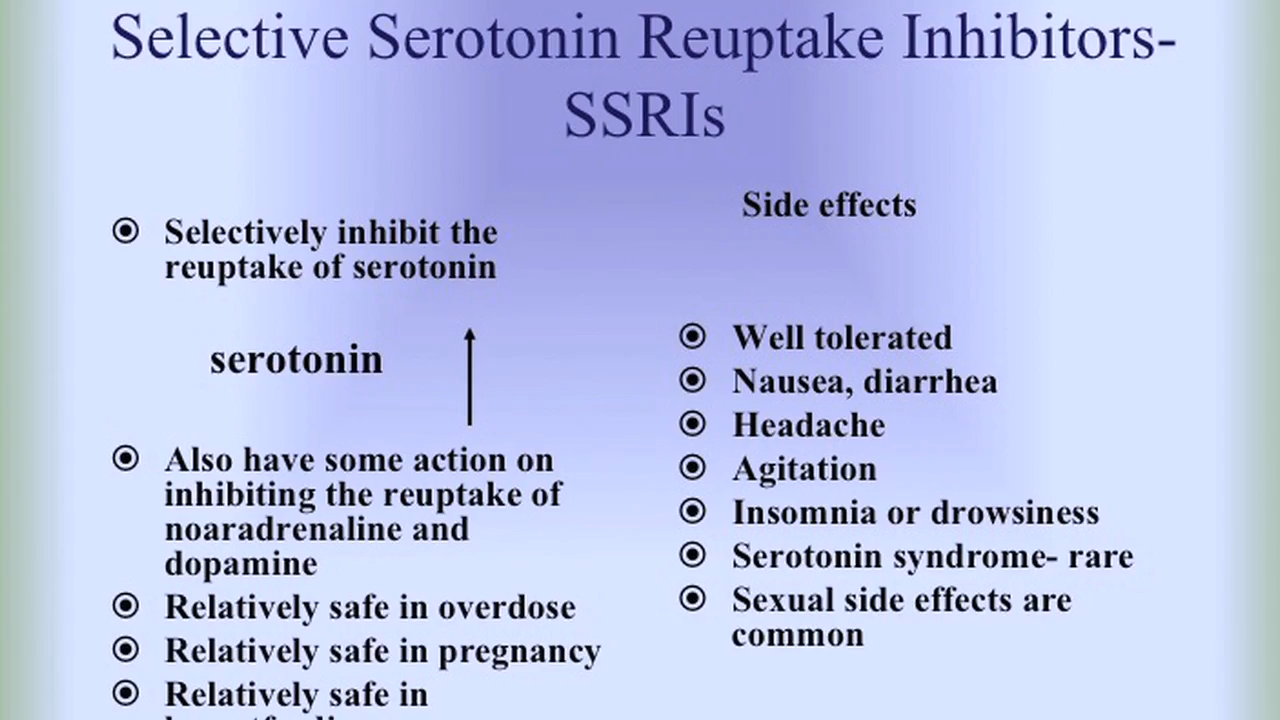 Selective Serotonin Reuptake Inhibitors-
SSRIs
Selectively inhibit the
reuptake of serotonin
serotonin
Also have some action on
inhibiting the reuptake of
noaradrenaline and
dopamine
Relatively safe in overdose
Relatively safe in pregnancy
Relatively safe in
Side effects
Well tolerated
Nausea, diarrhea
Headache
Agitation
Insomnia or drowsiness
Serotonin syndrome- rare
Sexual side effects are
common